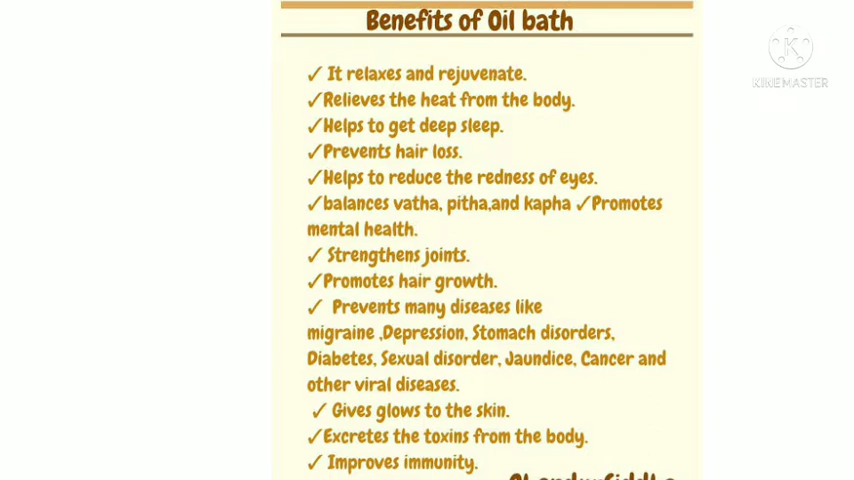 Benefits of Oil bath
KINEMASTER
✓ It relaxes and rejuvenate.
✓Relieves the heat from the body.
✓Helps to get deep sleep.
✓Prevents hair loss.
✓Helps to reduce the redness of eyes.
✓balances vatha, pitha,and kapha ✓Promotes
mental health.
✓ Strengthens joints.
✓Promotes hair growth.
✓ Prevents many diseases like
migraine ,Depression, Stomach disorders,
Diabetes, Sexual disorder, Jaundice, Cancer and
other viral diseases.
✓ Gives glows to the skin.
✓Excretes the toxins from the body.
✓ Improves immunity.